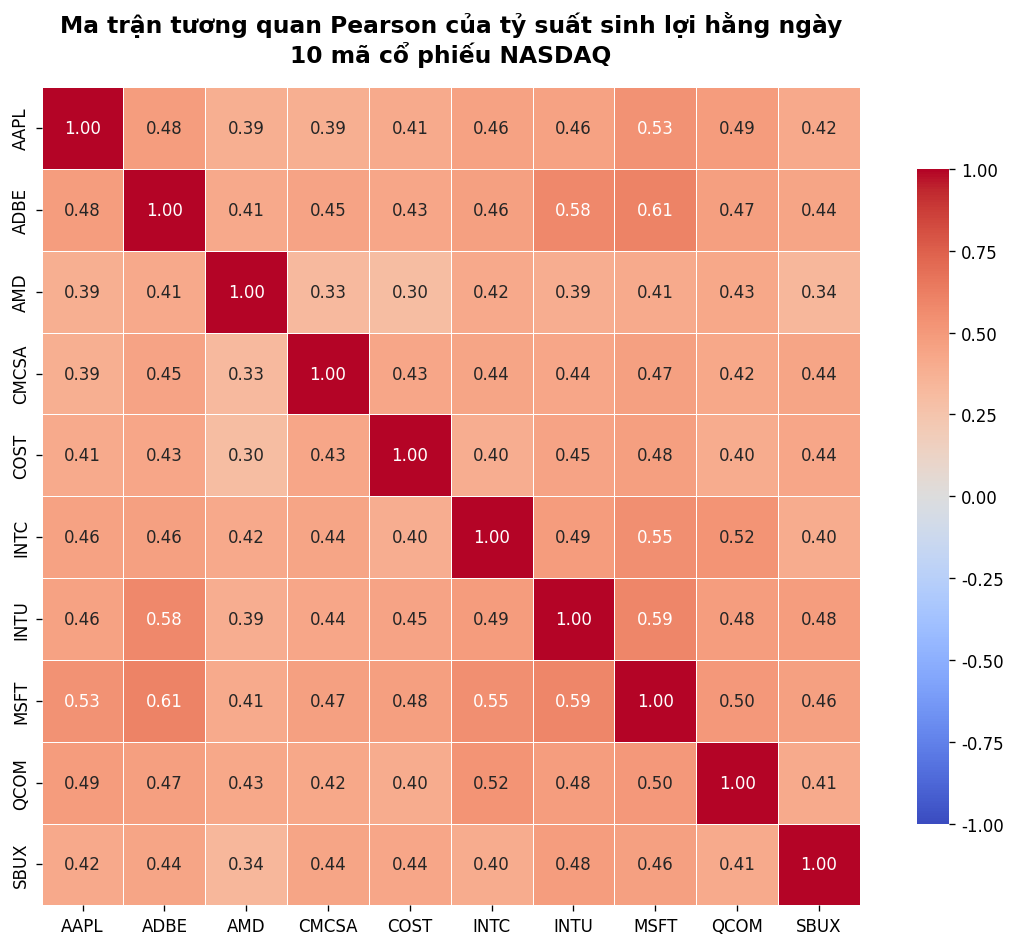 Ma trận tương quan Pearson của tỷ suất sinh lợi hằng ngày
10 mã cổ phiếu NASDAQ
AAPL 1.00 0.48 0.39 0.39 0.41 0.46 0.46 0.53 0.49 0.42
ADBE 0.48 1.00 0.41 0.45 0.43 0.46 0.58 0.61 0.47 0.44
AMD 0.39 0.41 1.00 0.33 0.30 0.42 0.39 0.41 0.43 0.34
CMCSA 0.39 0.45 0.33 1.00 0.43 0.44 0.44 0.47 0.42 0.44
COST 0.41 0.43 0.30 0.43 1.00 0.40 0.45 0.48 0.40 0.44
INTC 0.46 0.46 0.42 0.44 0.40 1.00 0.49 0.55 0.52 0.40
INTU 0.46 0.58 0.39 0.44 0.45 0.49 1.00 0.59 0.48 0.48
MSFT 0.53 0.61 0.41 0.47 0.48 0.55 0.59 1.00 0.50 0.46
QCOM 0.49 0.47 0.43 0.42 0.40 0.52 0.48 0.50 1.00 0.41
SBUX 0.42 0.44 0.34 0.44 0.44 0.40 0.48 0.46 0.41 1.00
AAPL ADBE AMD CMCSA COST INTC INTU MSFT QCOM SBUX
1.00
0.75
0.50
0.25
0.00
-0.25
-0.50
-0.75
-1.00